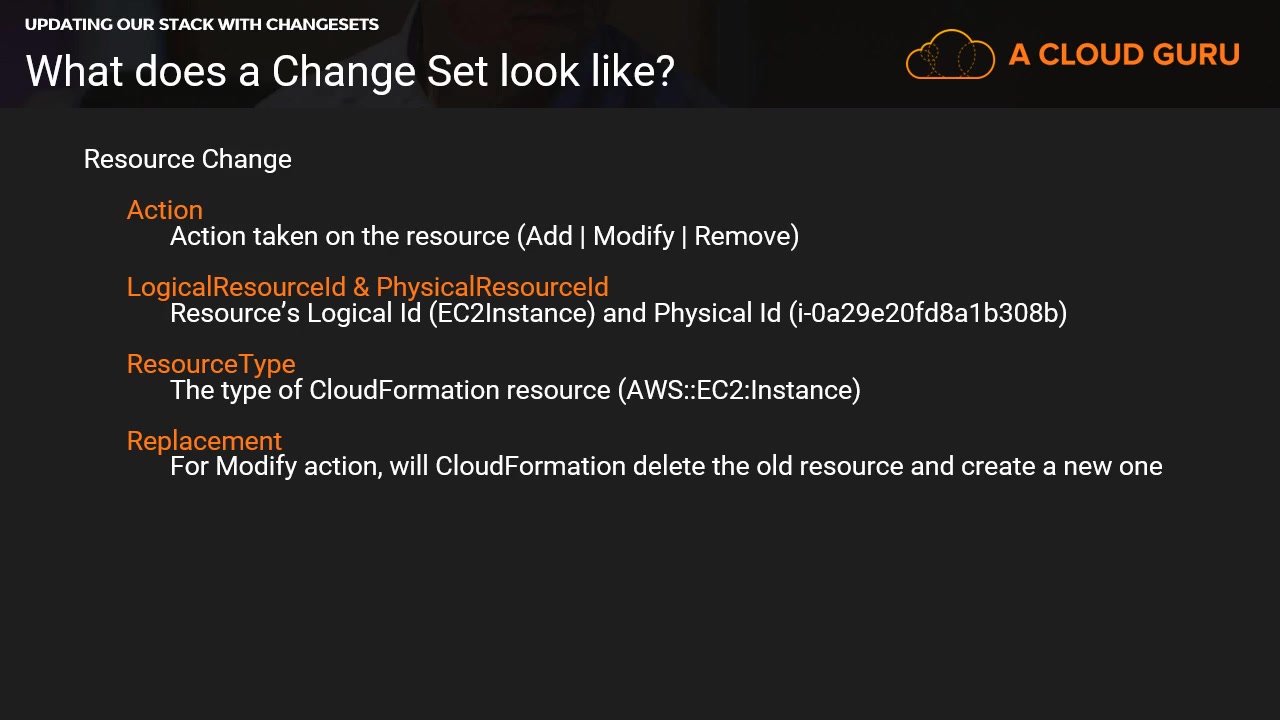 UPDATING OUR STACK WITH CHANGESETS
What does a Change Set look like?
A CLOUD GURU
Resource Change
Action
Action taken on the resource (Add | Modify | Remove)
LogicalResourceId & PhysicalResourceId
Resource’s Logical Id (EC2Instance) and Physical Id (i-0a29e20fd8a1b308b)
ResourceType
The type of CloudFormation resource (AWS::EC2:Instance)
Replacement
For Modify action, will CloudFormation delete the old resource and create a new one